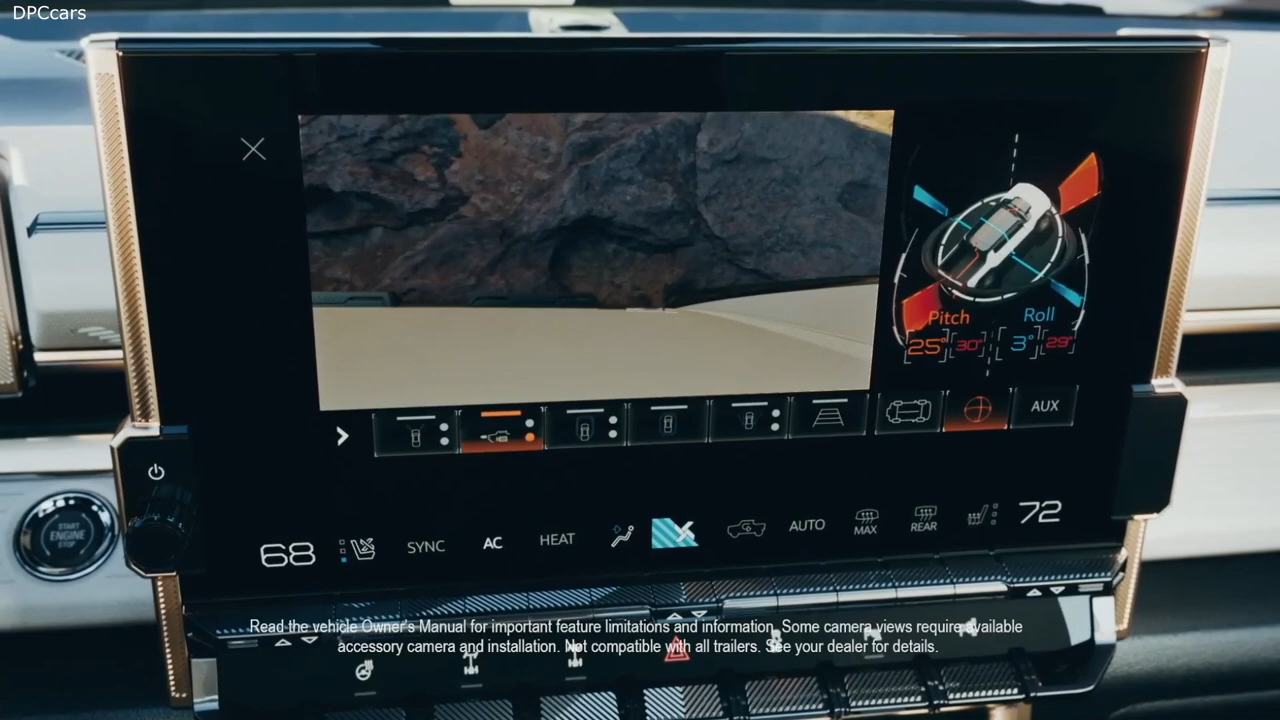 DPCcars
Pitch
Roll
25° 30° 3° 29°
AUX
START
ENGINE
STOP
68 SYNC AC HEAT AUTO MAX REAR 72
Read the vehicle Owner's Manual for important feature limitations and information. Some camera views require available
accessory camera and installation. Not compatible with all trailers. See your dealer for details.